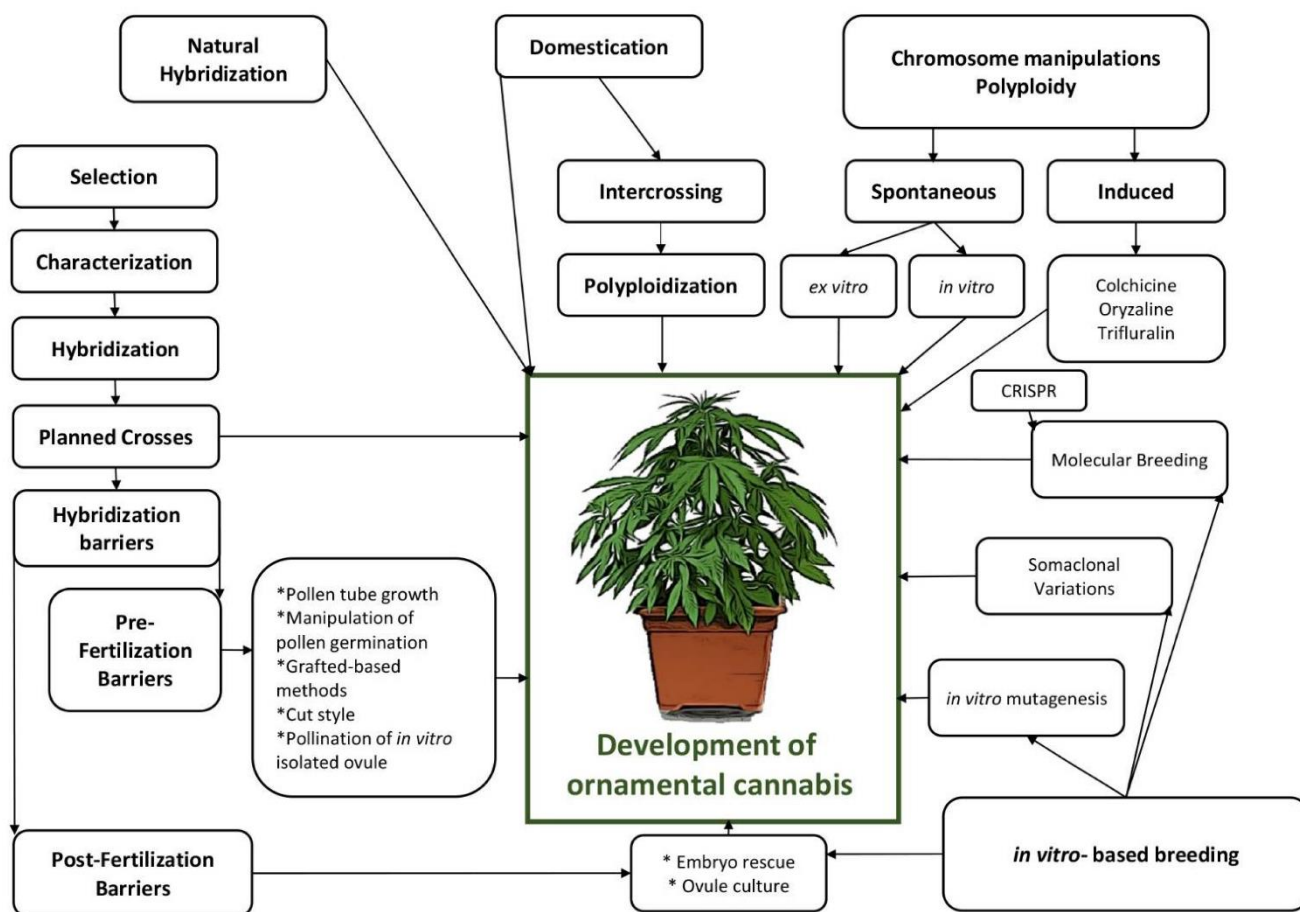 Natural
Hybridization
Domestication
Chromosome manipulations
Polyploidy
Selection
Characterization
Hybridization
Planned Crosses
Hybridization
barriers
Pre-
Fertilization
Barriers
Post-Fertilization
Barriers
Intercrossing
Polyploidization
Spontaneous
Induced
ex vitro
in vitro
Colchicine
Oryzaline
Trifluralin
CRISPR
Molecular Breeding
Somaclonal
Variations
in vitro mutagenesis
in vitro- based breeding
*Pollen tube growth
*Manipulation of
pollen germination
*Grafted-based
methods
*Cut style
*Pollination of in vitro
isolated ovule
Development of
ornamental cannabis
* Embryo rescue
* Ovule culture